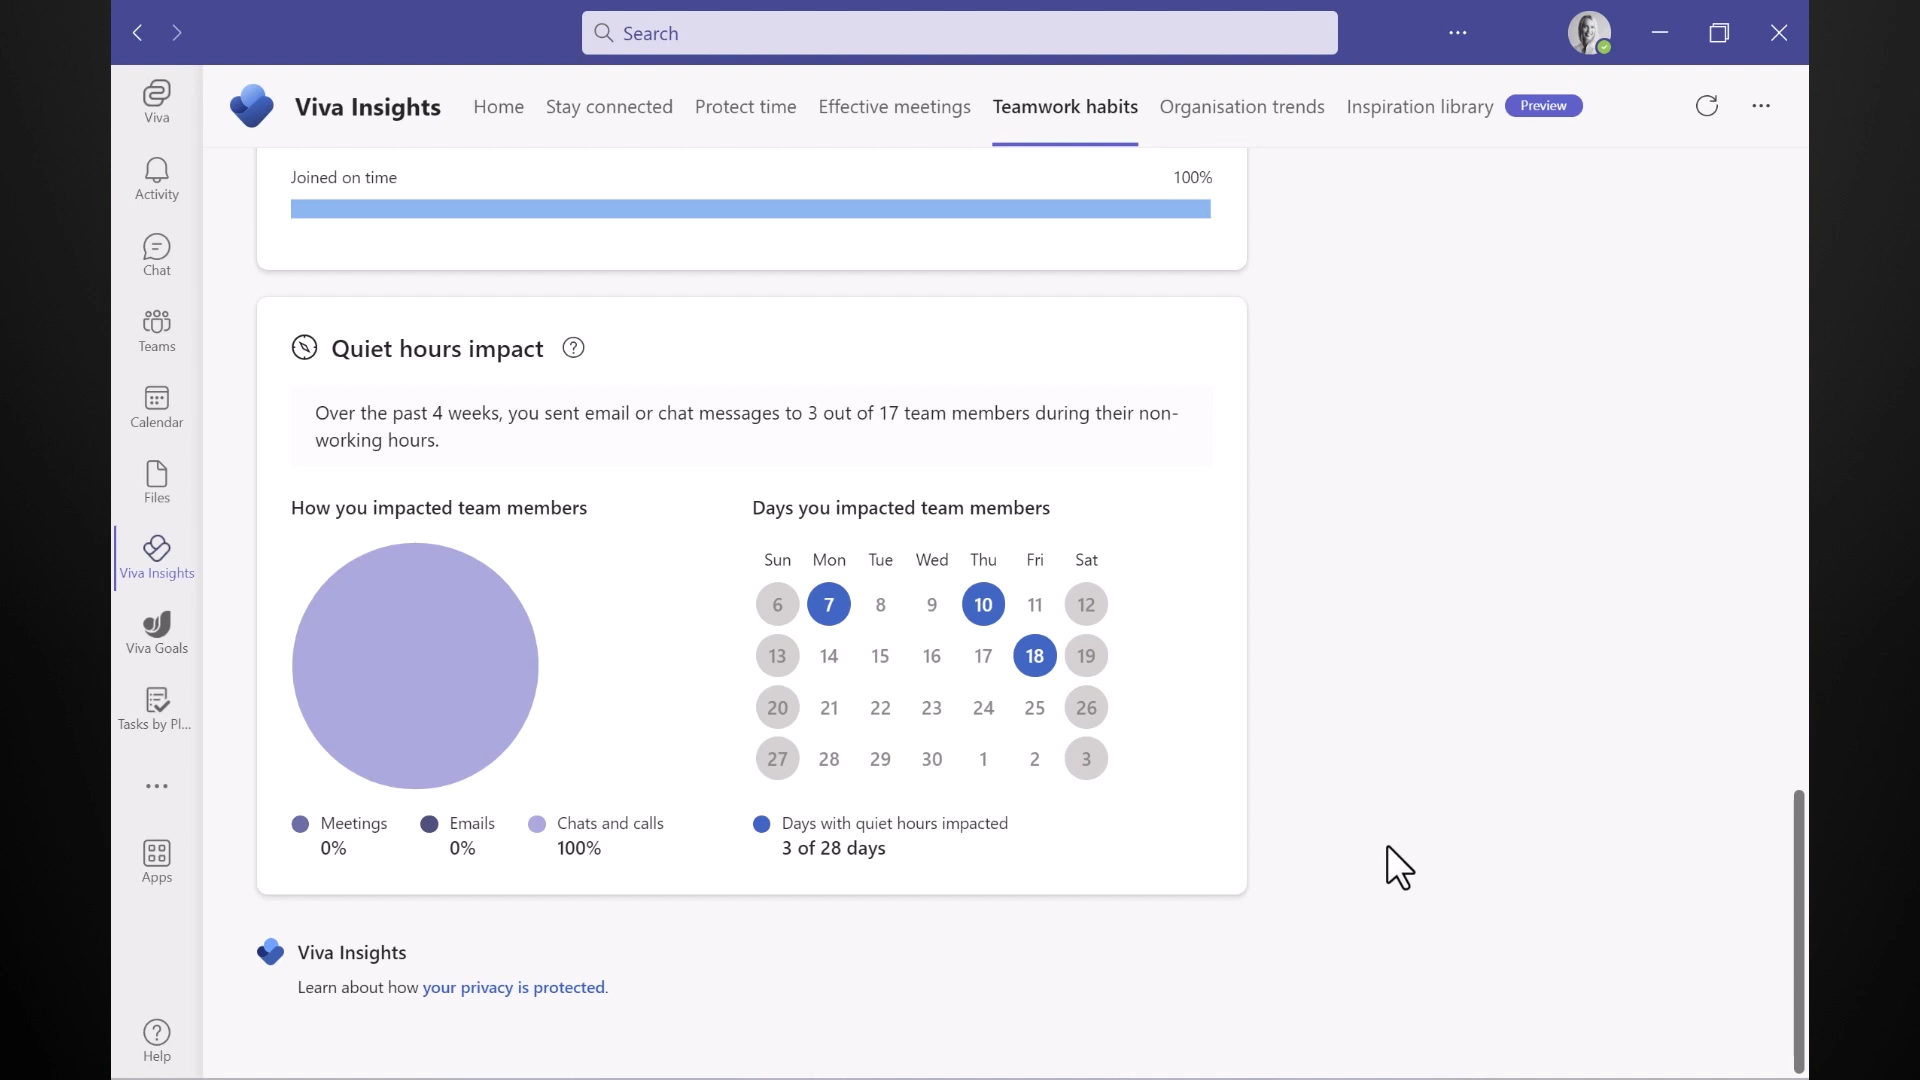 Search
Viva Insights
Home
Stay connected
Protect time
Effective meetings
Teamwork habits
Organisation trends
Inspiration library
Preview
Viva
Activity
Chat
Teams
Calendar
Files
Viva Insights
Viva Goals
Tasks by Pl...
Apps
Help
Joined on time
100%
Quiet hours impact
Over the past 4 weeks, you sent email or chat messages to 3 out of 17 team members during their non-
working hours.
How you impacted team members
Meetings
0%
Emails
0%
Chats and calls
100%
Days you impacted team members
Sun Mon Tue Wed Thu Fri Sat
6 7 8 9 10 11 12
13 14 15 16 17 18 19
20 21 22 23 24 25 26
27 28 29 30 1 2 3
Days with quiet hours impacted
3 of 28 days
Viva Insights
Learn about how your privacy is protected.